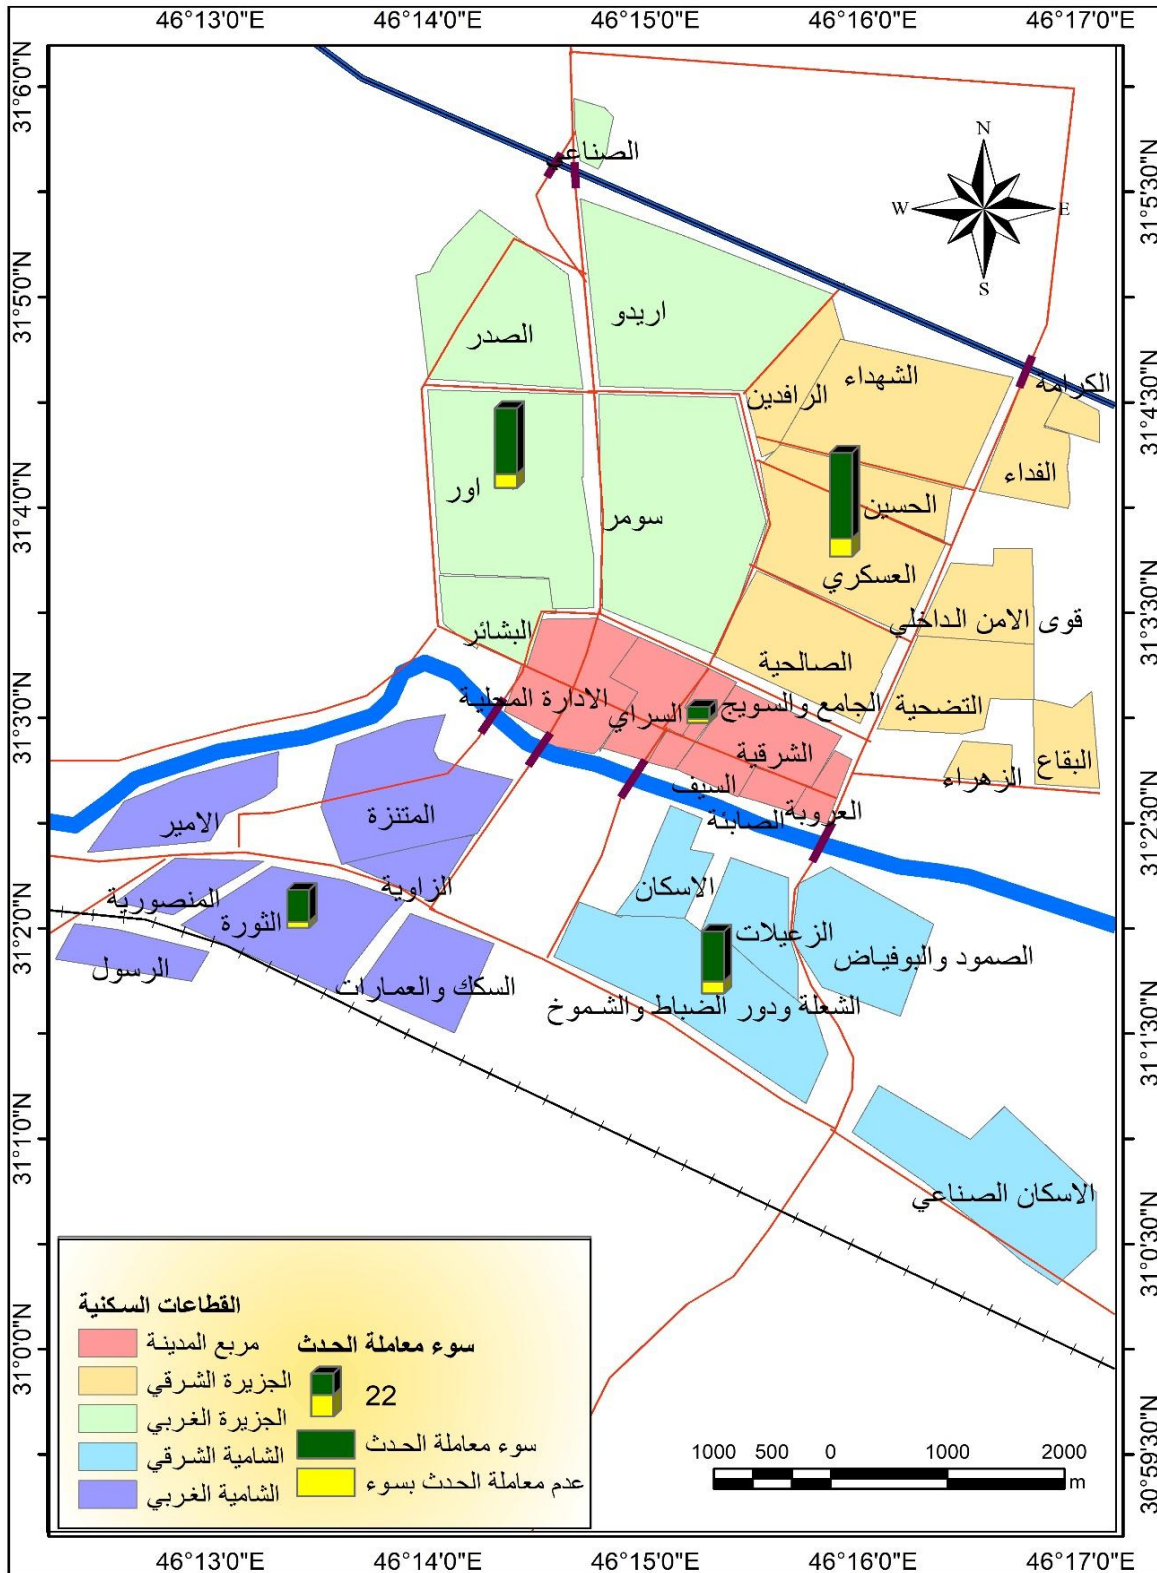 46°13'0"E 46°14'0"E 46°15'0"E 46°16'0"E 46°17'0"E
31°6'0"N
31°5'30"N
31°5'0"N
31°4'30"N
31°4'0"N
31°3'30"N
31°3'0"N
31°2'30"N
31°2'0"N
31°1'30"N
31°1'0"N
31°0'30"N
31°0'0"N
30°59'30"N
N
W E
S
الصناعي
اريدو
الصدر
الشهداء
الكرامة
الرافدين
الفداء
اور
الحسين
سومر
العسكري
قوى الامن الداخلي
البشائر
الصالحية
الادارة المحلية
السراي
الجامع والسويج
التضحية
الشرقية
البقاع
الزهراء
السيف
العروبة
الصابئة
المتنزة
الامير
الزاوية
الاسكان
المنصورية
الثورة
الزعيلات
الصمود والبوفياض
الرسول
السكك والعمارات
الشعلة ودور الضباط والشموخ
الاسكان الصناعي
القطاعات السكنية
مربع المدينة
الجزيرة الشرقي
الجزيرة الغربي
الشامية الشرقي
الشامية الغربي
سوء معاملة الحدث
22
سوء معاملة الحدث
عدم معاملة الحدث بسوء
1000 500 0 1000 2000
m
46°13'0"E 46°14'0"E 46°15'0"E 46°16'0"E 46°17'0"E